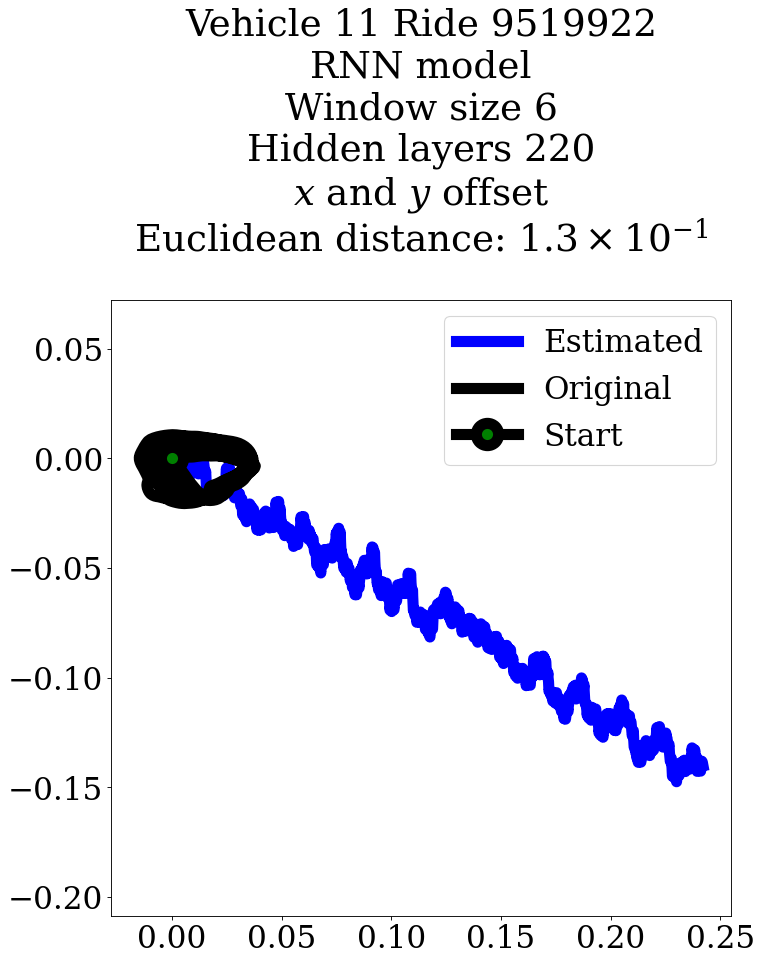 Vehicle 11 Ride 9519922
RNN model
Window size 6
Hidden layers 220
x and y offset
Euclidean distance: 1.3 × 10⁻¹
Estimated
Original
Start
0.05
0.00
−0.05
−0.10
−0.15
−0.20
0.00 0.05 0.10 0.15 0.20 0.25